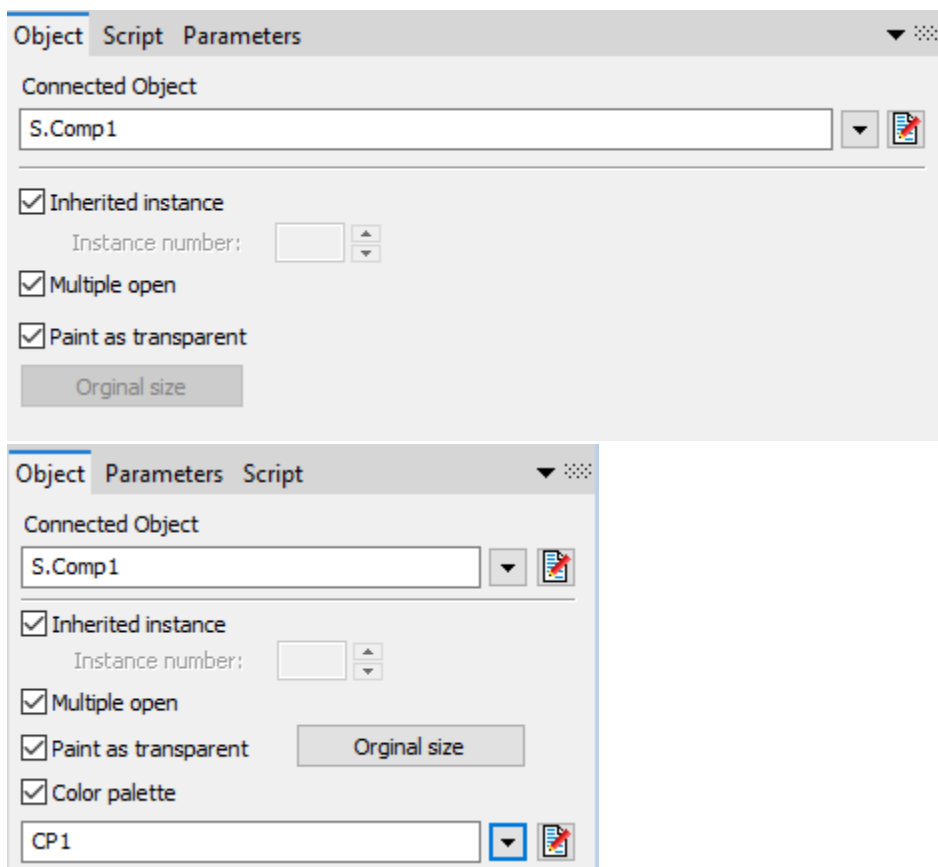 Object Script Parameters
Connected Object
S.Comp1
Inherited instance
Instance number:
Multiple open
Paint as transparent
Orginal size
Object Parameters Script
Connected Object
S.Comp1
Inherited instance
Instance number:
Multiple open
Paint as transparent Orginal size
Color palette
CP1